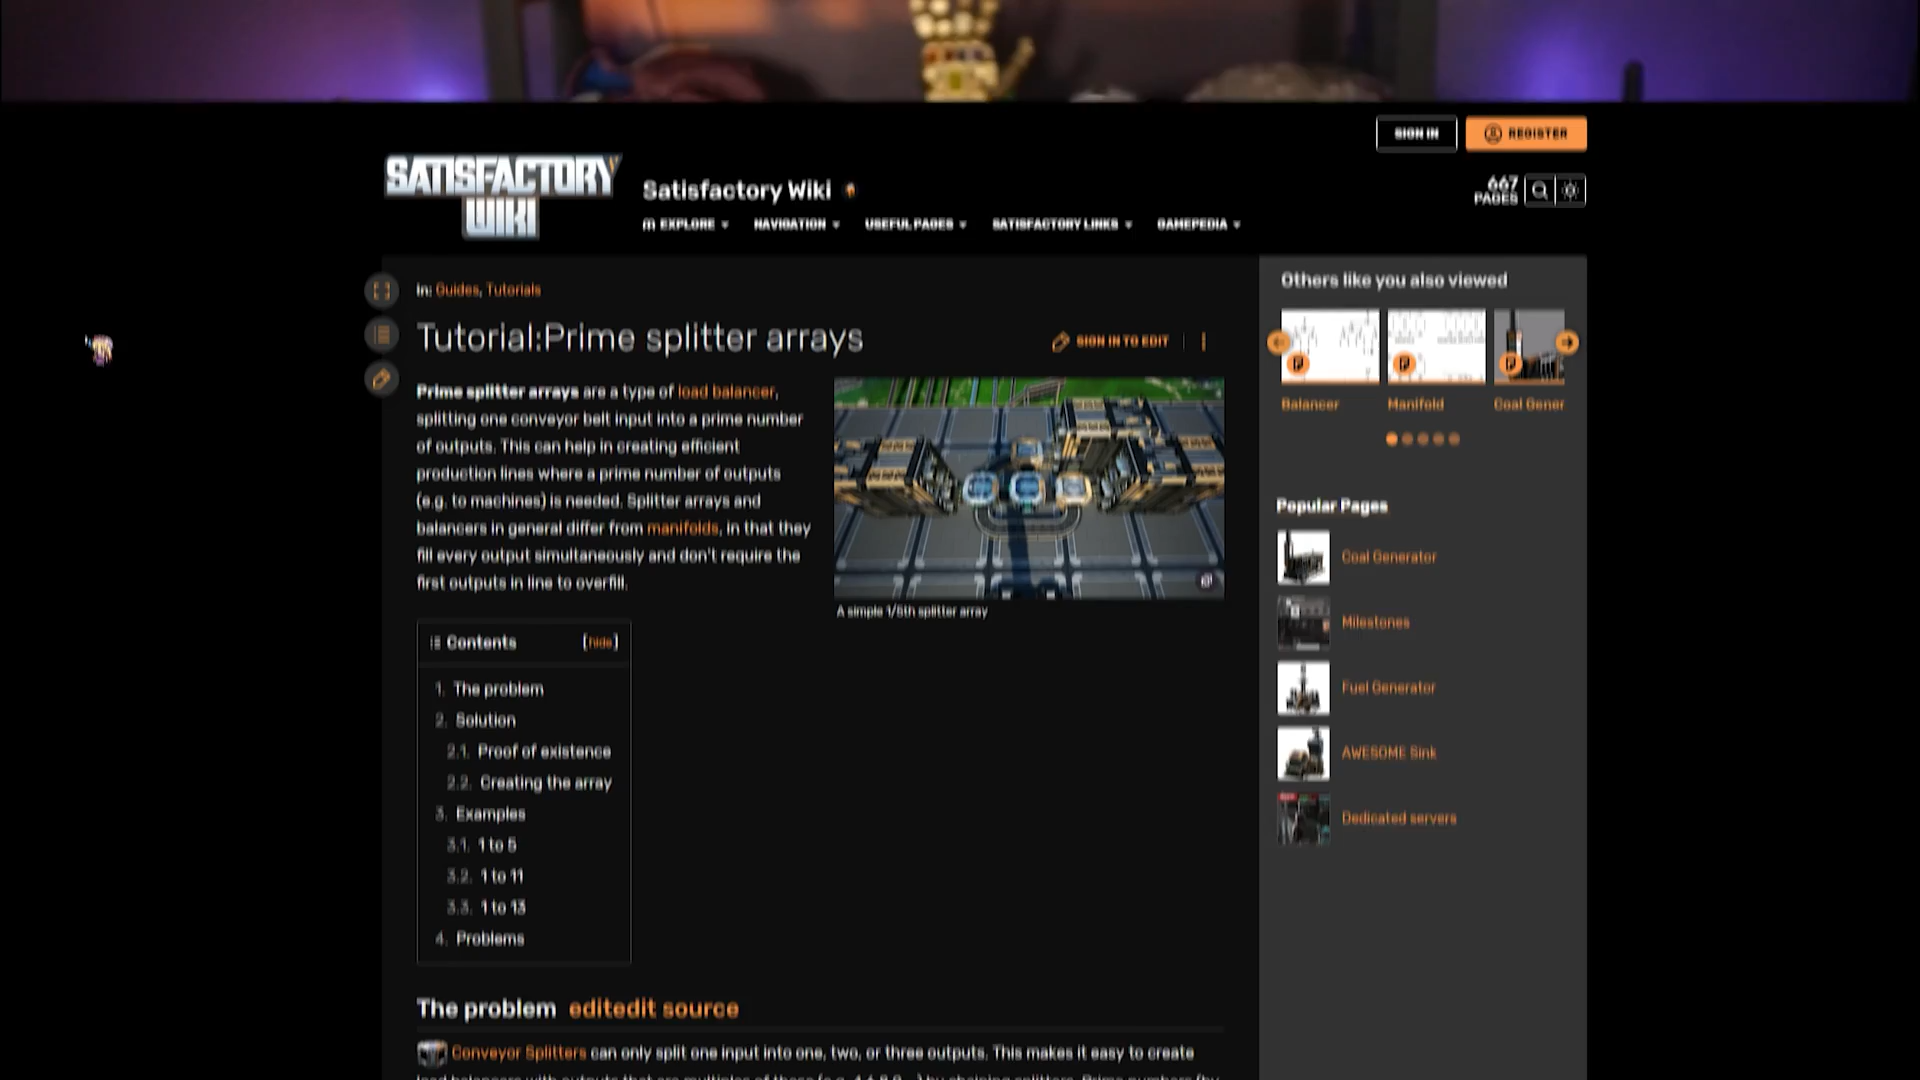 SIGN IN
REGISTER
SATISFACTORY
WIKI
Satisfactory Wiki
667
PAGES
EXPLORE
NAVIGATION
USEFUL PAGES
SATISFACTORY LINKS
GAMEPEDIA
In: Guides, Tutorials
Tutorial:Prime splitter arrays
SIGN IN TO EDIT
Prime splitter arrays are a type of load balancer,
splitting one conveyor belt input into a prime number
of outputs. This can help in creating efficient
production lines where a prime number of outputs
(e.g. to machines) is needed. Splitter arrays and
balancers in general differ from manifolds, in that they
fill every output simultaneously and don't require the
first outputs in line to overfill.
A simple 1/5th splitter array
Contents [hide]
1. The problem
2. Solution
2.1. Proof of existence
2.2. Creating the array
3. Examples
3.1. 1 to 5
3.2. 1 to 11
3.3. 1 to 13
4. Problems
The problem editedit source
Conveyor Splitters can only split one input into one, two, or three outputs. This makes it easy to create
Others like you also viewed
Balancer
Manifold
Coal Gener
Popular Pages
Coal Generator
Milestones
Fuel Generator
AWESOME Sink
Dedicated servers